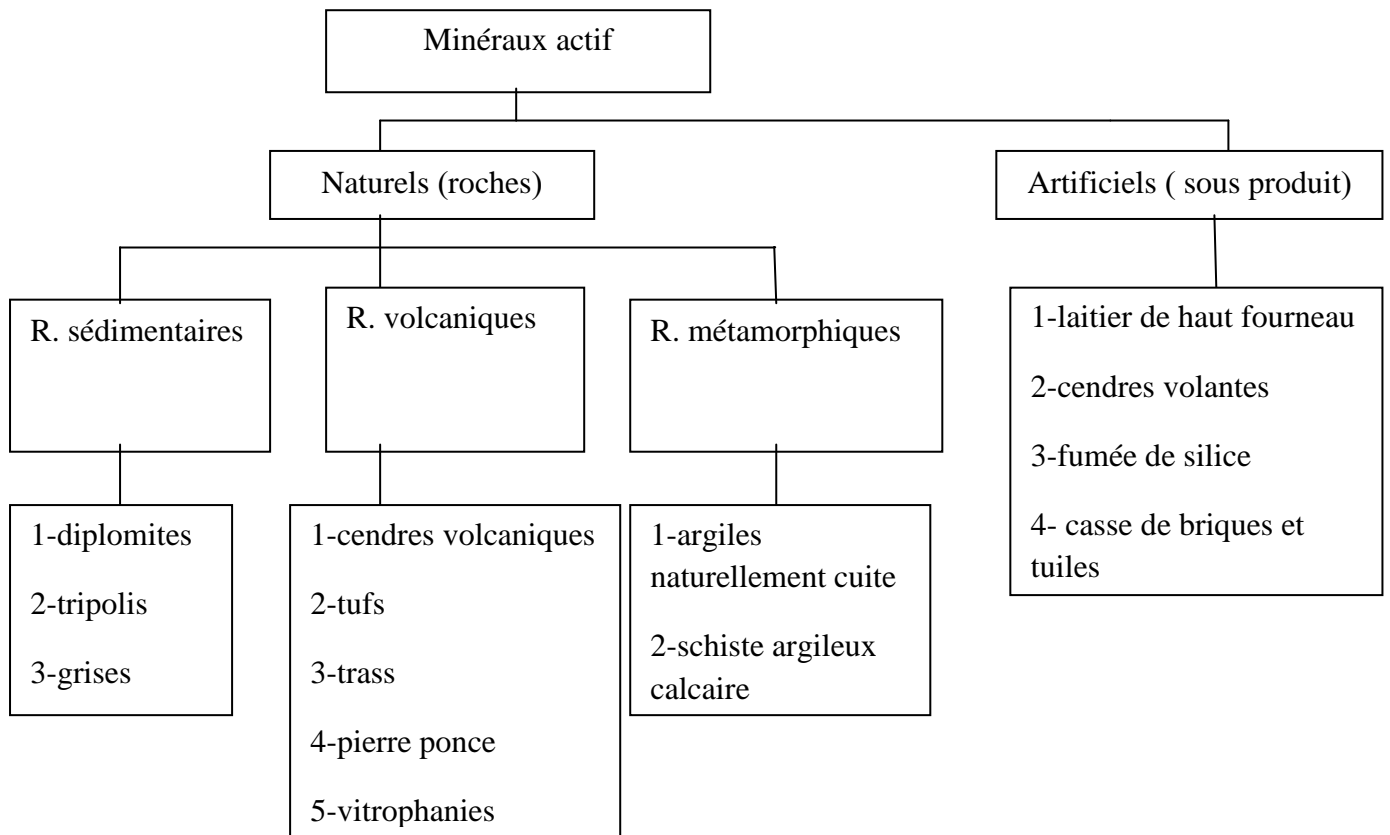 Minéraux actif
Naturels (roches)
Artificiels ( sous produit)
R. sédimentaires
R. volcaniques
R. métamorphiques
1-laitier de haut fourneau
2-cendres volantes
3-fumée de silice
4- casse de briques et
tuiles
1-diplomites
2-tripolis
3-grises
1-cendres volcaniques
2-tufs
3-trass
4-pierre ponce
5-vitrophanies
1-argiles
naturellement cuite
2-schiste argileux
calcaire